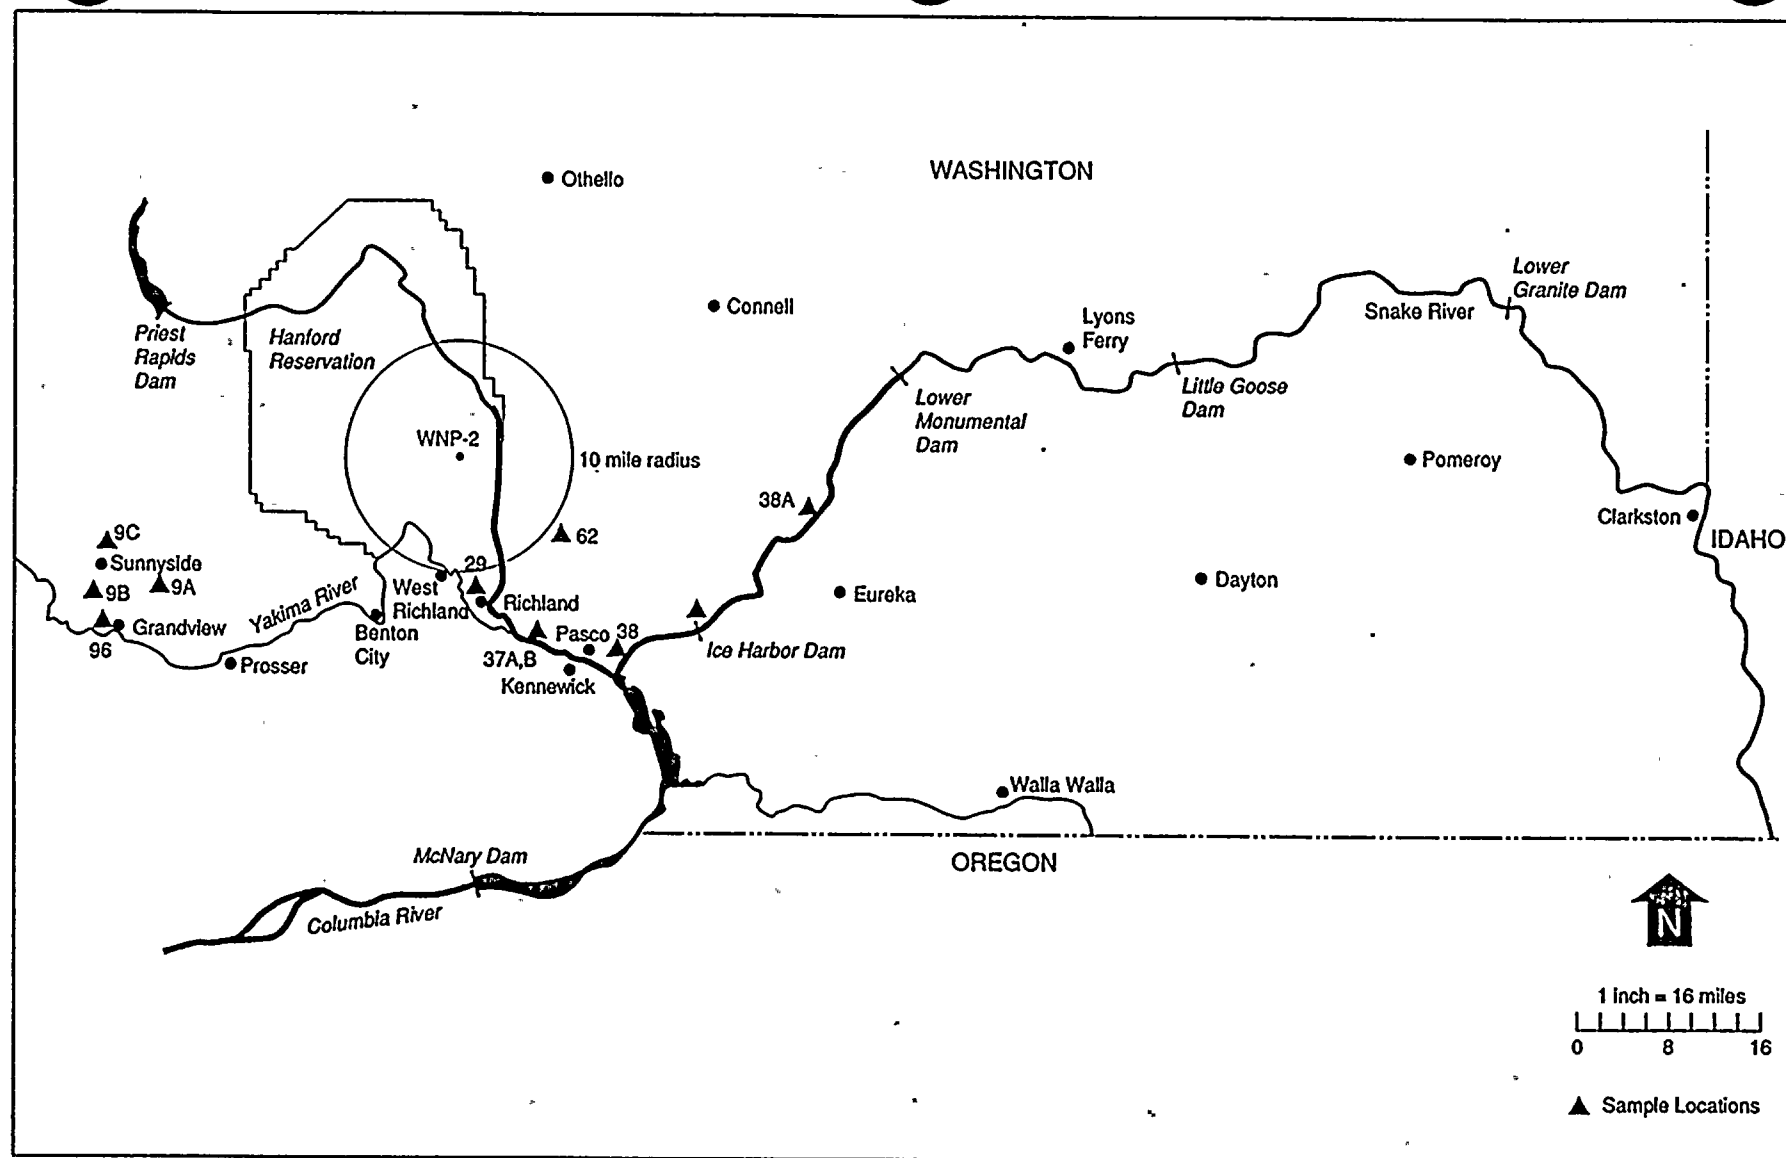 Othello
WASHINGTON
Priest
Rapids
Dam
Hanford
Reservation
Connell
Lyons
Ferry
Snake River
Lower
Granite Dam
Little Goose
Dam
Lower
Monumental
Dam
WNP-2
10 mile radius
Pomeroy
38A
62
9C
Sunnyside
9B
9A
29
West
Richland
Richland
Clarkston
IDAHO
Dayton
Eureka
Yakima River
Grandview
96
Benton
City
Prosser
37A,B
Pasco
38
Kennewick
Ice Harbor Dam
Walla Walla
McNary Dam
OREGON
Columbia River
N
1 inch = 16 miles
0 8 16
Sample Locations